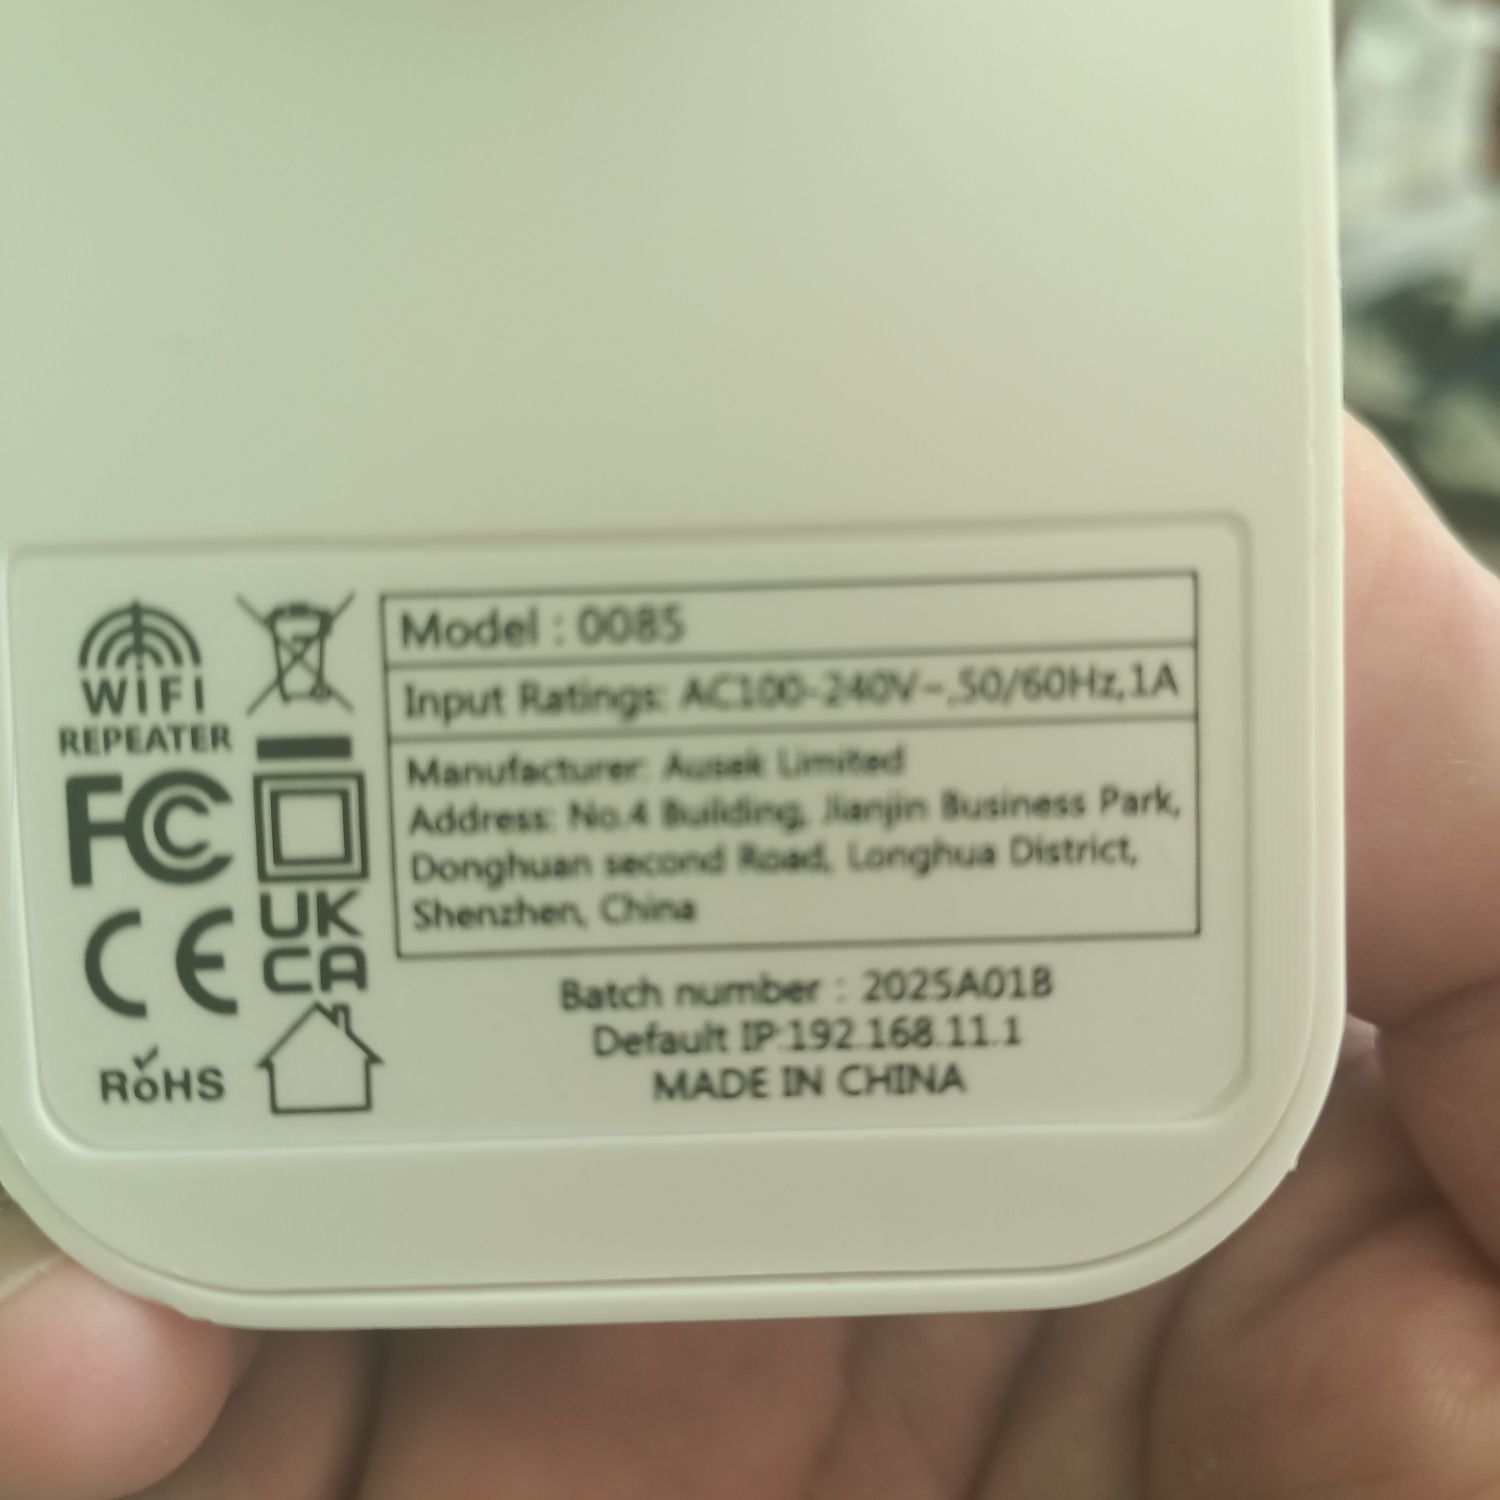 WIFI
REPEATER
FC
CE
RoHS
UK
CA
Model : 0085
Input Ratings: AC100-240V~,50/60Hz,1A
Manufacturer: Ausek Limited
Address: No.4 Building, Jianjin Business Park,
Donghuan second Road, Longhua District,
Shenzhen, China
Batch number : 2025A01B
Default IP:192.168.11.1
MADE IN CHINA